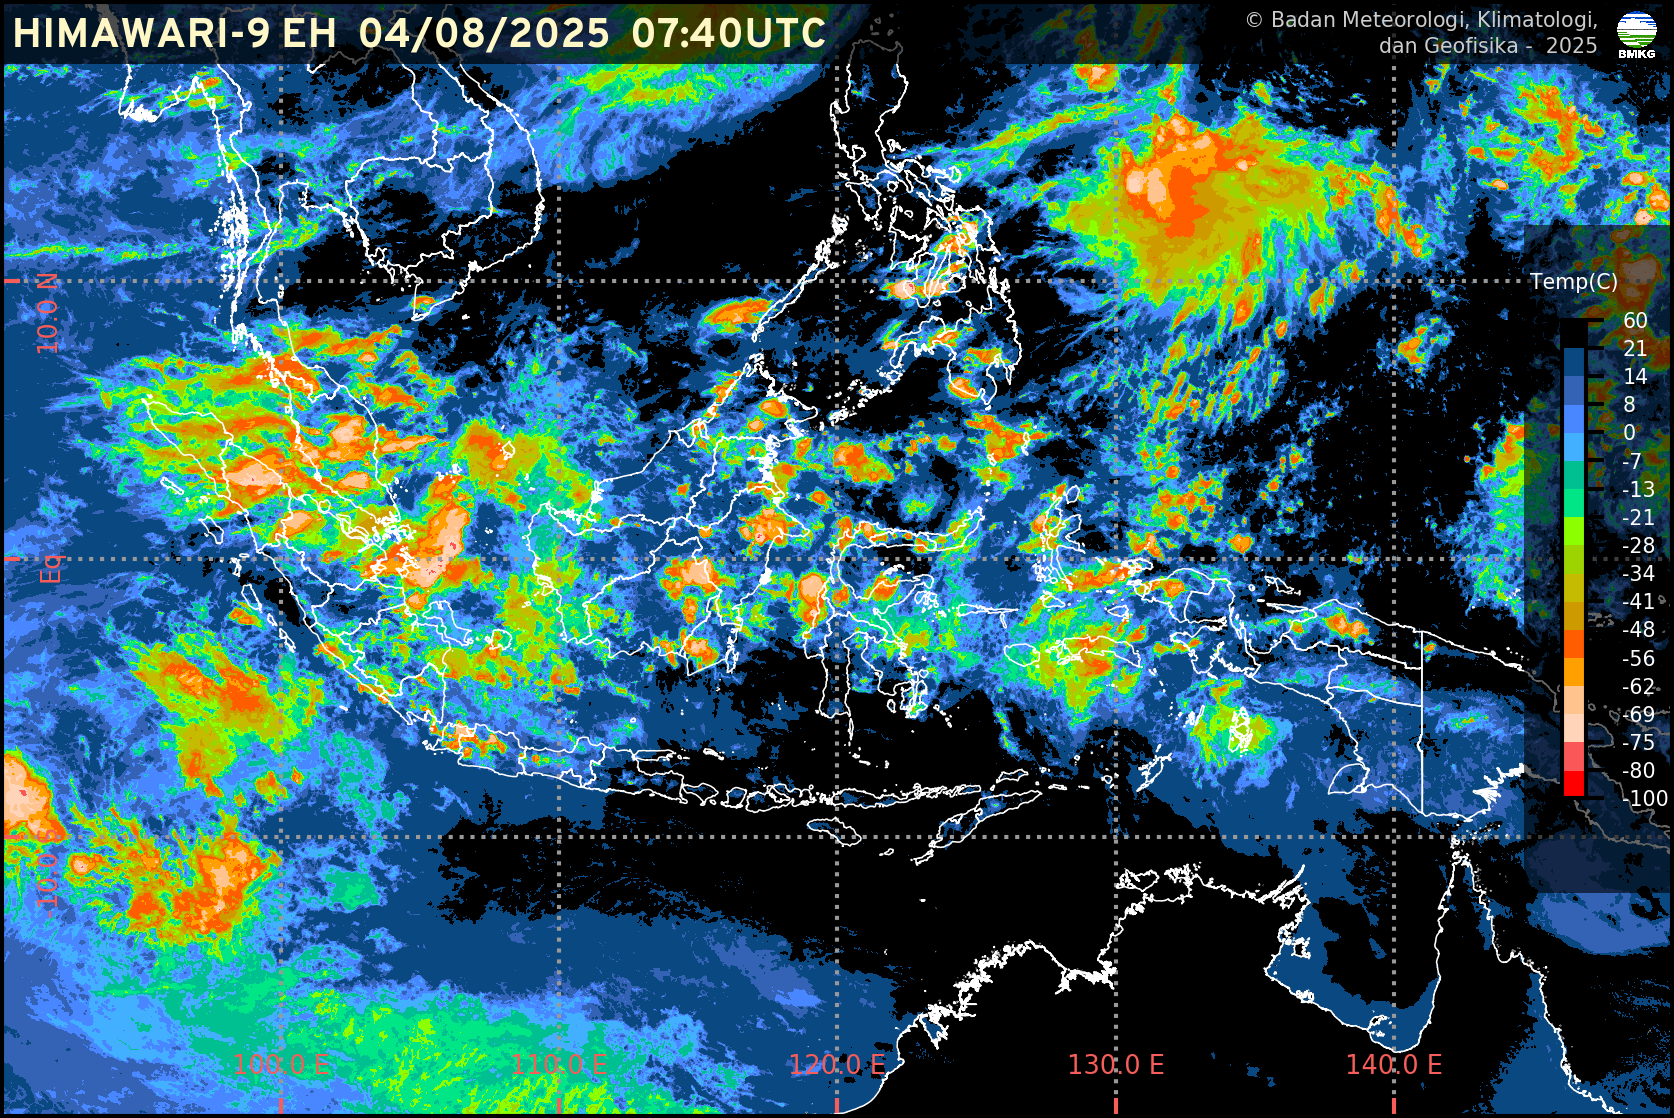 HIMAWARI-9 EH 04/08/2025 07:40UTC
© Badan Meteorologi, Klimatologi,
dan Geofisika - 2025
BMKG
10.0 N
Eq
-10.0 S
Temp(C)
60
21
14
8
0
-7
-13
-21
-28
-34
-41
-48
-56
-62
-69
-75
-80
-100
100.0 E
110.0 E
120.0 E
130.0 E
140.0 E